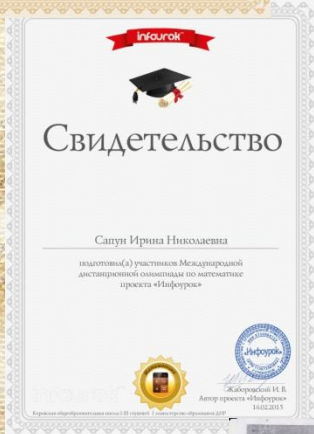 infourok
Свидетельство
Сапун Ирина Николаевна
подготовил(а) участников Международной
дистанционной олимпиады по математике
проекта «Инфоурок»
«Инфоурок»
Жаборовский И. В.
Автор проекта «Инфоурок»
16.02.2015